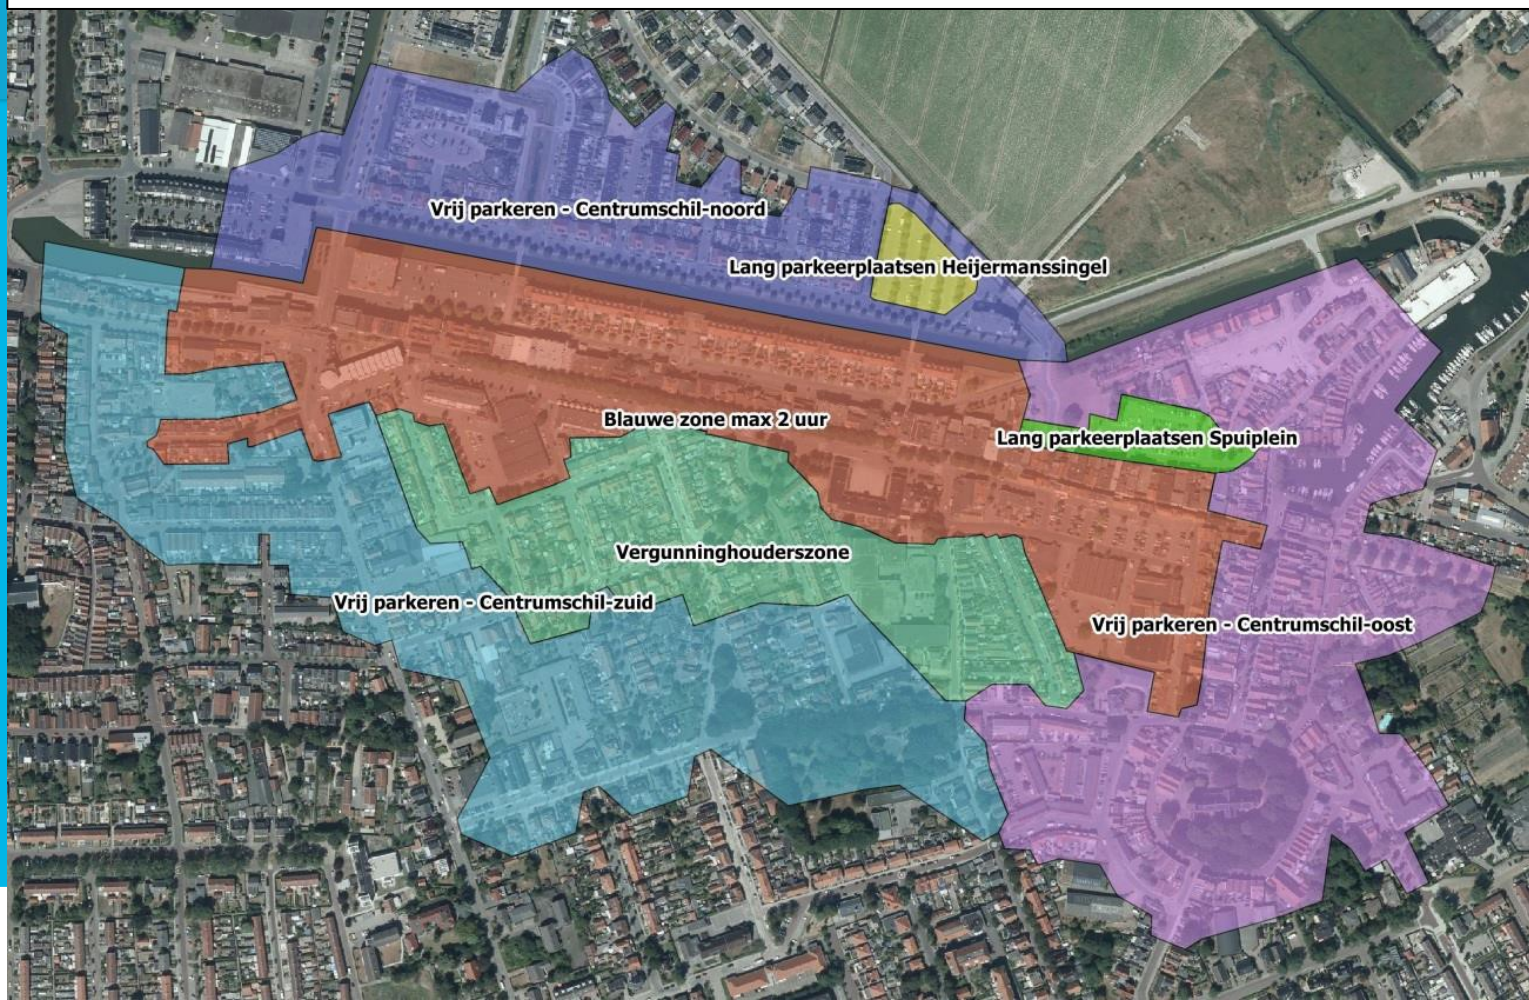 Vrij parkeren - Centrumschil-noord
Lang parkeerplaatsen Heijermanssingel
Blauwe zone max 2 uur
Lang parkeerplaatsen Spuiplein
Vergunninghouderszone
Vrij parkeren - Centrumschil-zuid
Vrij parkeren - Centrumschil-oost